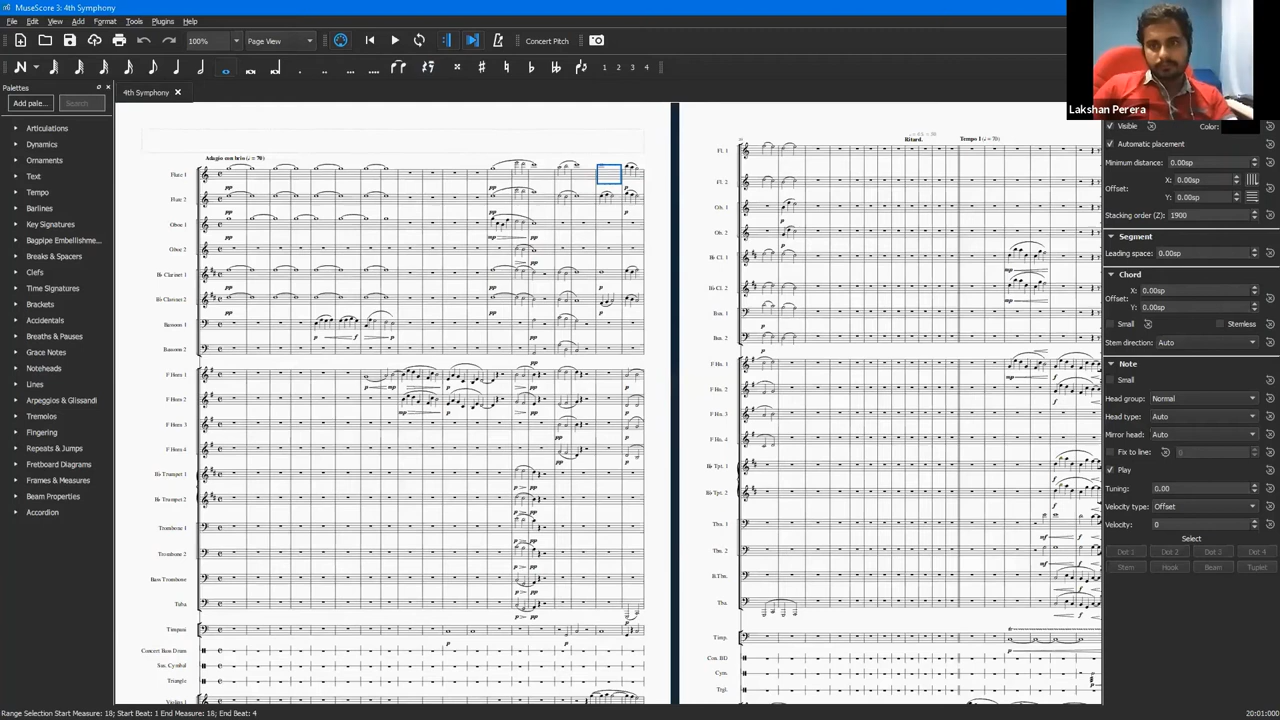 MuseScore 3: 4th Symphony
File Edit View Add Format Tools Plugins Help
100% Page View Concert Pitch
N 1 2 3 4
Palettes
Add pale... Search
4th Symphony
Lakshan Perera
Articulations
Dynamics
Ornaments
Text
Tempo
Barlines
Key Signatures
Bagpipe Embellishme...
Breaks & Spacers
Clefs
Time Signatures
Brackets
Accidentals
Breaths & Pauses
Grace Notes
Noteheads
Lines
Arpeggios & Glissandi
Tremolos
Fingering
Repeats & Jumps
Fretboard Diagrams
Frames & Measures
Beam Properties
Accordion
Adagio con brio (♩ = 70)
Flute 1
Flute 2
Oboe 1
Oboe 2
B♭ Clarinet 1
B♭ Clarinet 2
Bassoon 1
Bassoon 2
F Horn 1
F Horn 2
F Horn 3
F Horn 4
B♭ Trumpet 1
B♭ Trumpet 2
Trombone 1
Trombone 2
Bass Trombone
Tuba
Timpani
Concert Bass Drum
Sus. Cymbal
Triangle
Violins 1
Ritard. Tempo I (♩ = 70)
Fl. 1
Fl. 2
Ob. 1
Ob. 2
B♭ Cl. 1
B♭ Cl. 2
Bsn. 1
Bsn. 2
F Hn. 1
F Hn. 2
F Hn. 3
F Hn. 4
B♭ Tpt. 1
B♭ Tpt. 2
Tbn. 1
Tbn. 2
B.Tbn.
Tba.
Timp.
Con. BD
Cym.
Trgl.
Visible Color:
Automatic placement
Minimum distance: 0.00sp
Offset: X: 0.00sp
Y: 0.00sp
Stacking order (Z): 1900
Segment
Leading space: 0.00sp
Chord
Offset: X: 0.00sp
Y: 0.00sp
Small Stemless
Stem direction: Auto
Note
Small
Head group: Normal
Head type: Auto
Mirror head: Auto
Fix to line: 0
Play
Tuning: 0.00
Velocity type: Offset
Velocity: 0
Select
Dot 1 Dot 2 Dot 3 Dot 4
Stem Hook Beam Tuplet
Range Selection Start Measure: 18; Start Beat: 1 End Measure: 18; End Beat: 4
20:01:000